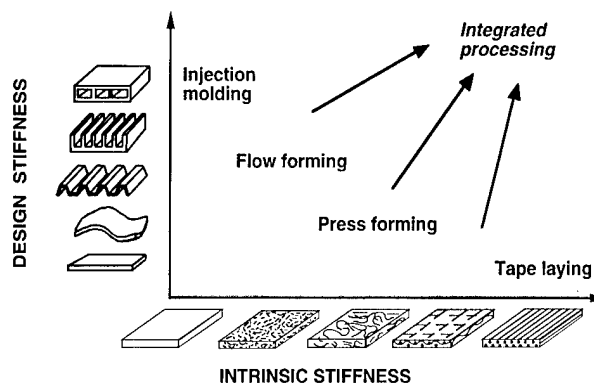 Integrated
processing
Injection
molding
Flow forming
Press forming
Tape laying
DESIGN STIFFNESS
INTRINSIC STIFFNESS